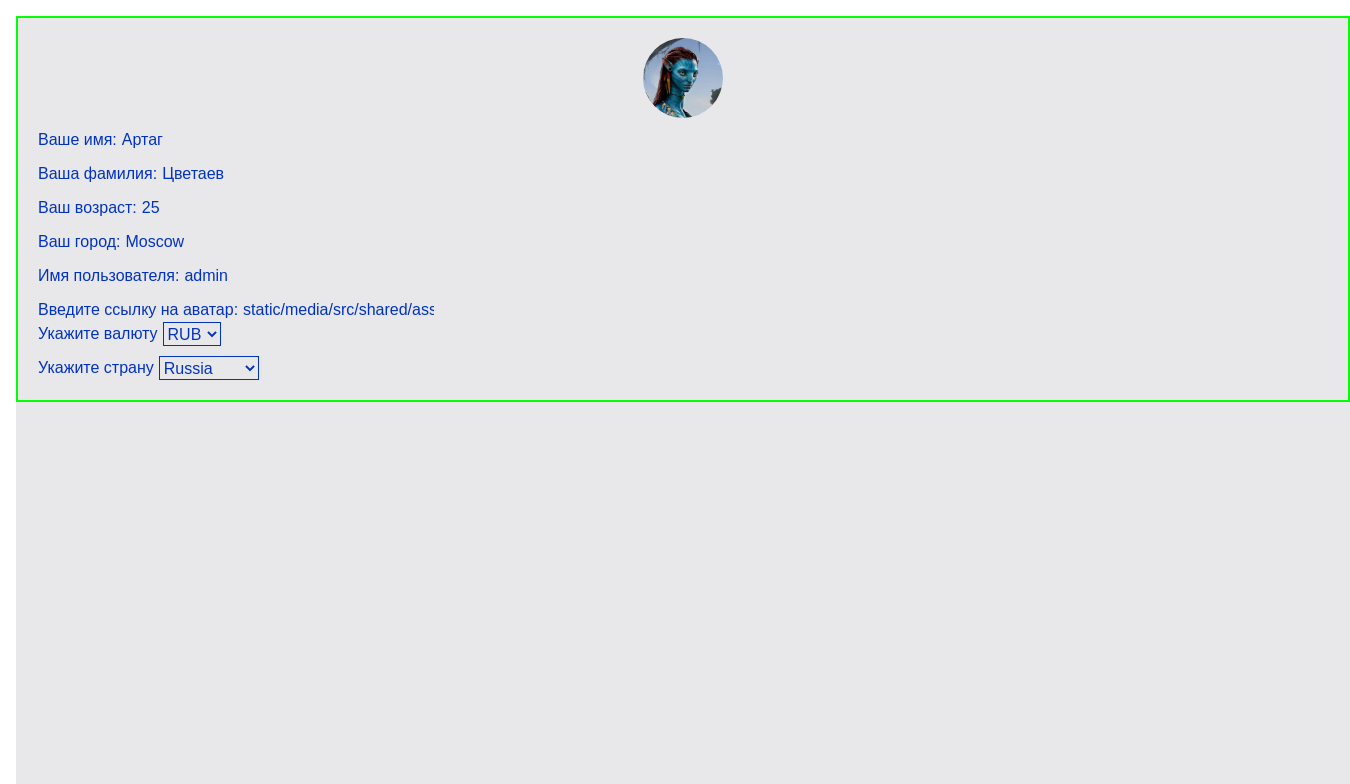 Ваше имя: Артаг
Ваша фамилия: Цветаев
Ваш возраст: 25
Ваш город: Moscow
Имя пользователя: admin
Введите ссылку на аватар: static/media/src/shared/ass
Укажите валюту RUB
Укажите страну Russia